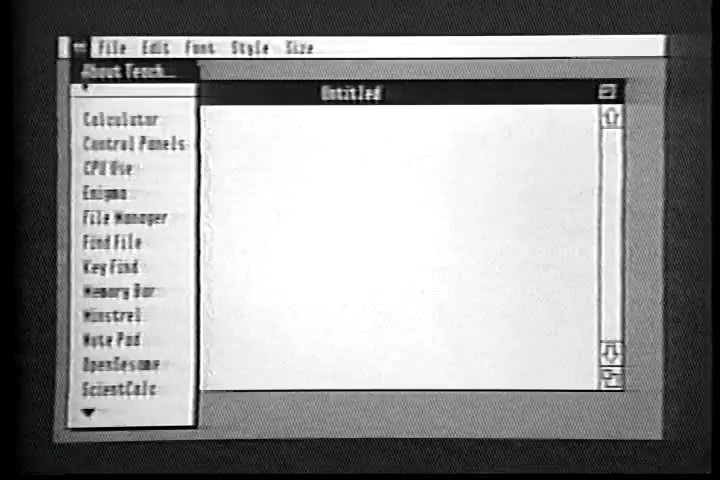 File Edit Font Style Size
About Teach...
Untitled
Calculator
Control Panels
CPU Use
Enigma
File Manager
Find File
Key Find
Memory Bar
Minstrel
Note Pad
OpenSesame
ScientCalc